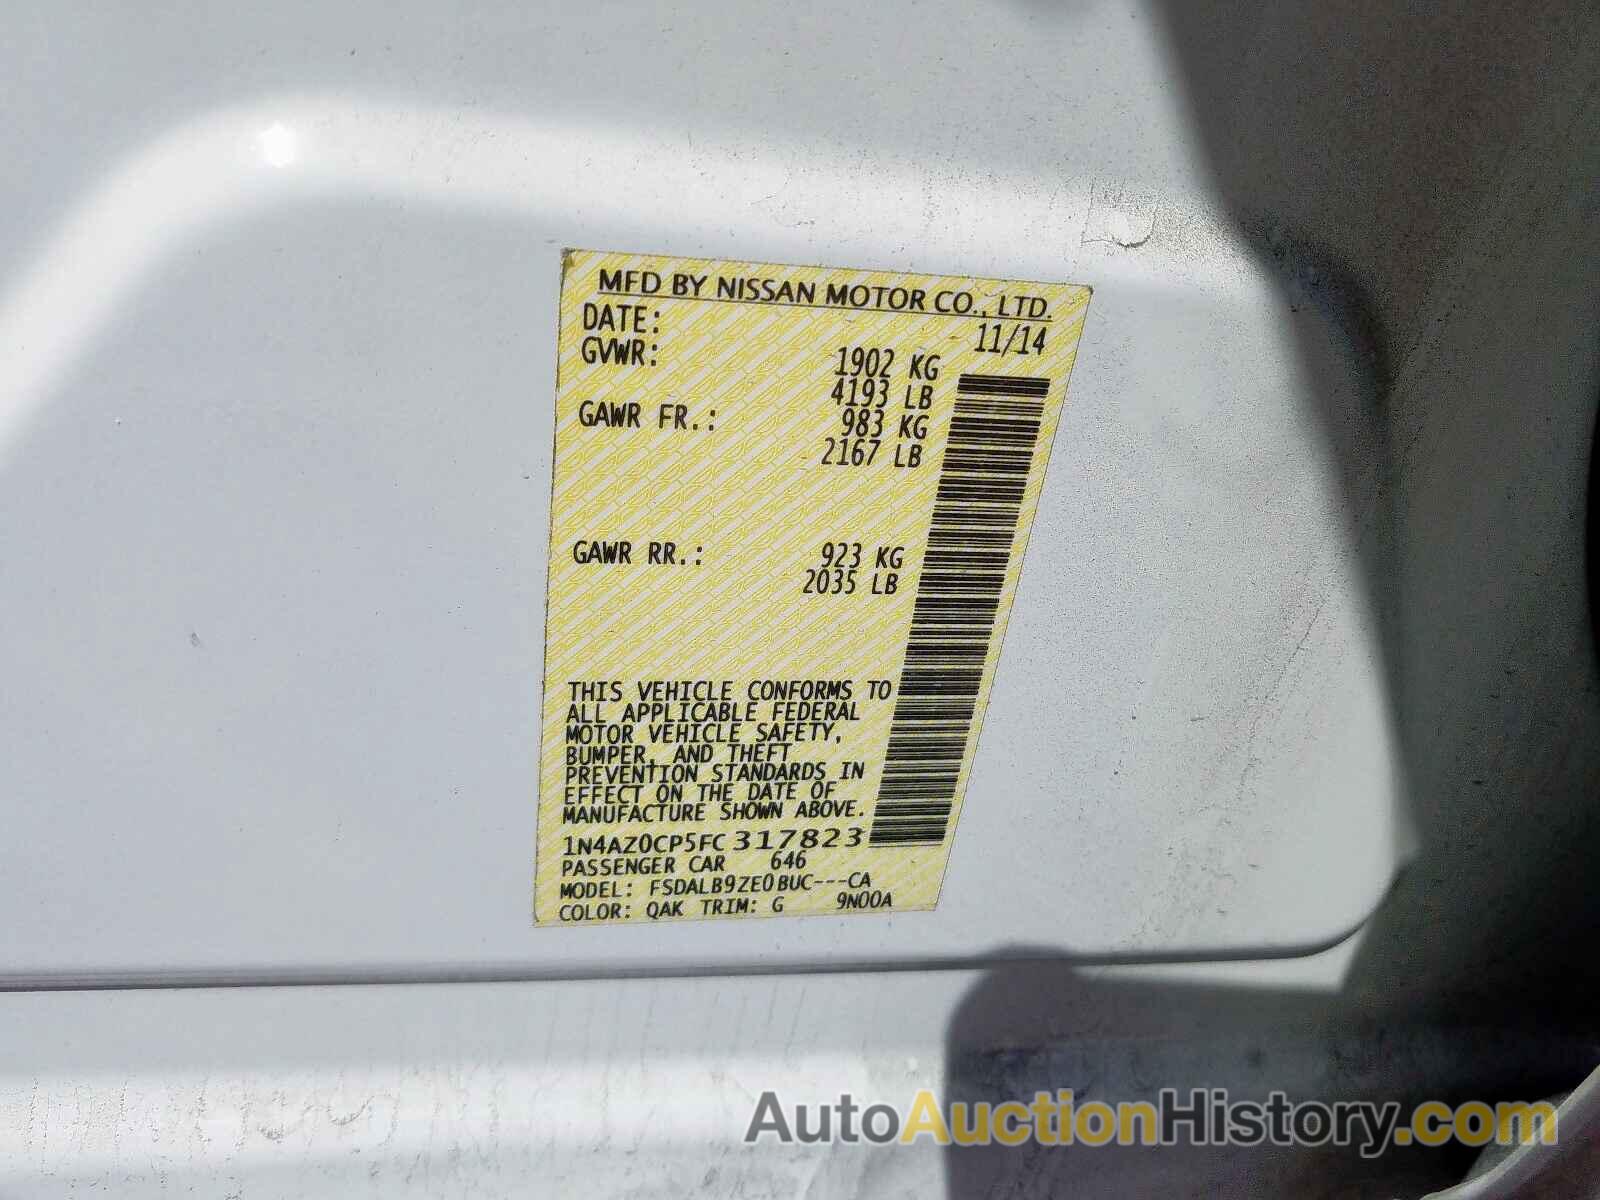 MFD BY NISSAN MOTOR CO., LTD.
DATE: 11/14
GVWR: 1902 KG
4193 LB
GAWR FR.: 983 KG
2167 LB
GAWR RR.: 923 KG
2035 LB
THIS VEHICLE CONFORMS TO
ALL APPLICABLE FEDERAL
MOTOR VEHICLE SAFETY,
BUMPER, AND THEFT
PREVENTION STANDARDS IN
EFFECT ON THE DATE OF
MANUFACTURE SHOWN ABOVE.
1N4AZ0CP5FC317823
PASSENGER CAR 646
MODEL: FSDALB9ZE0BUC---CA
COLOR: QAK TRIM: G 9N00A
AutoAuctionHistory.com